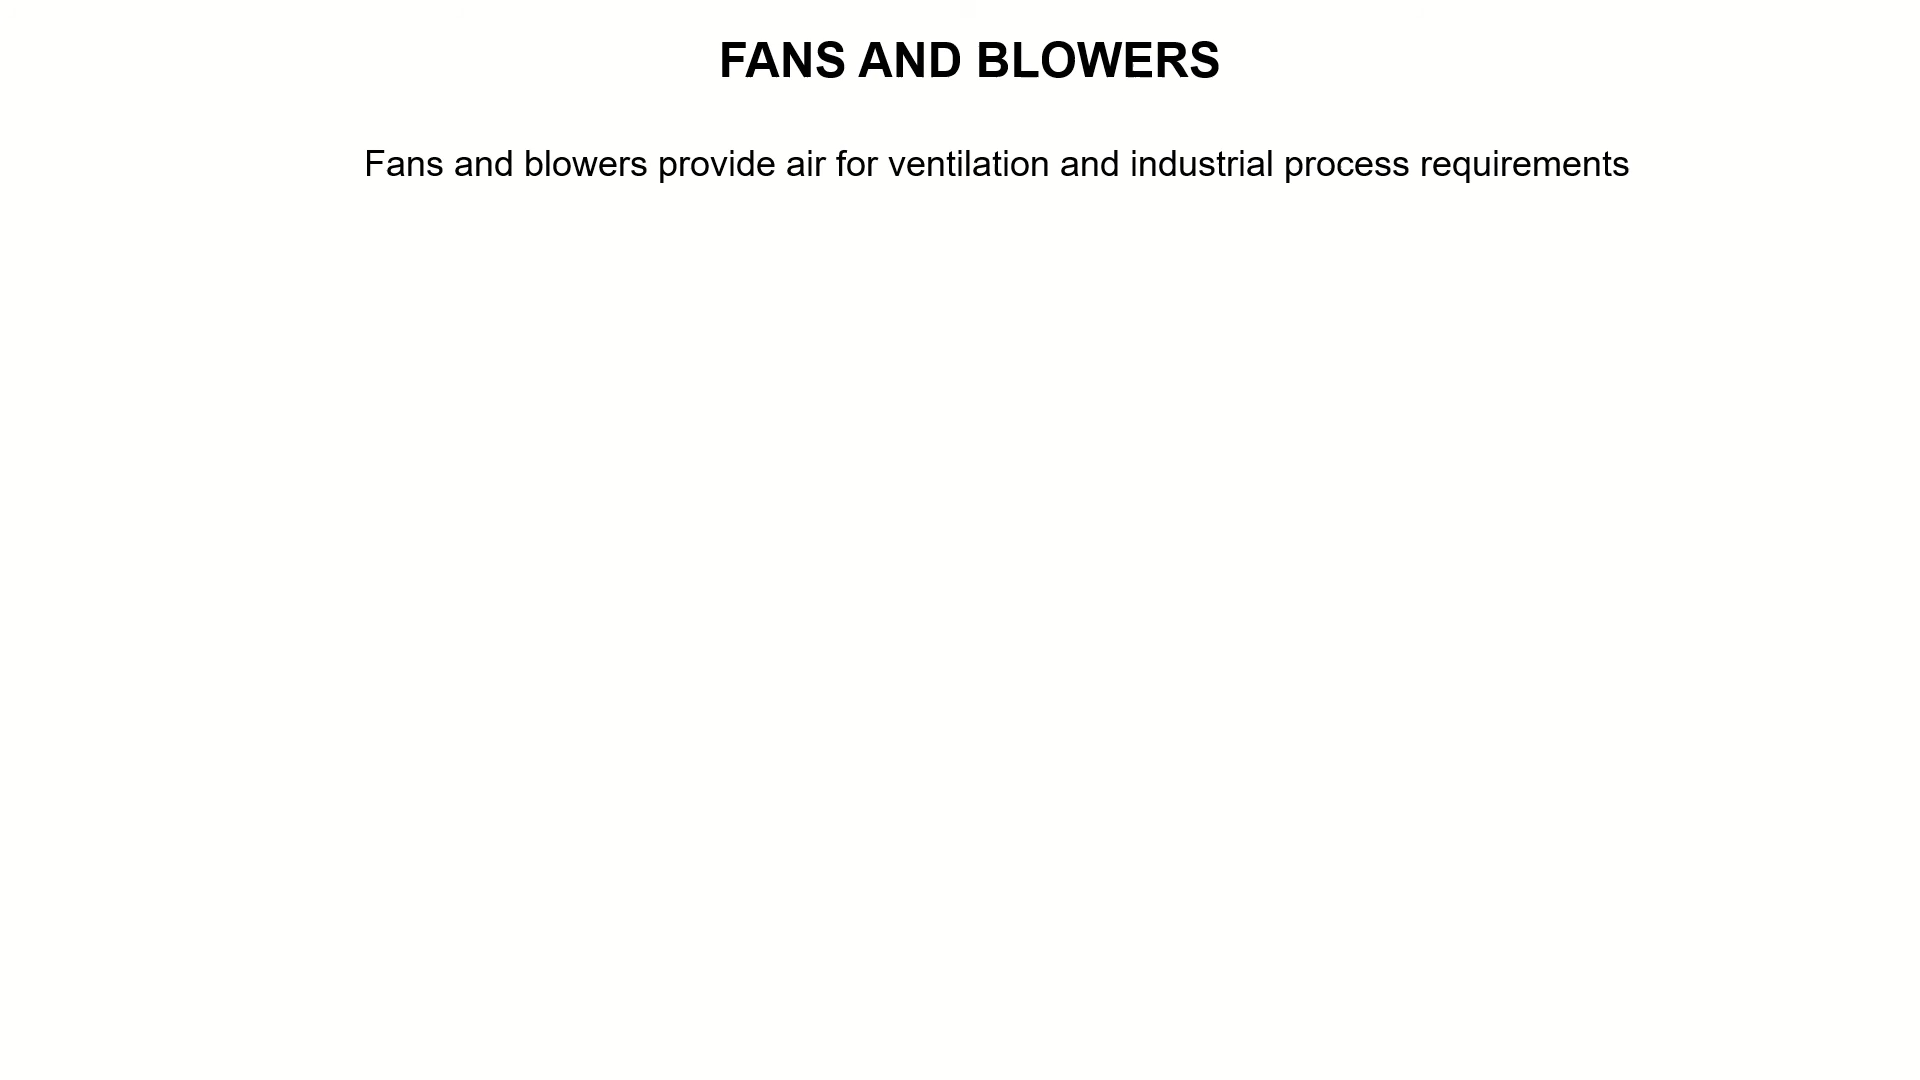 FANS AND BLOWERS
Fans and blowers provide air for ventilation and industrial process requirements